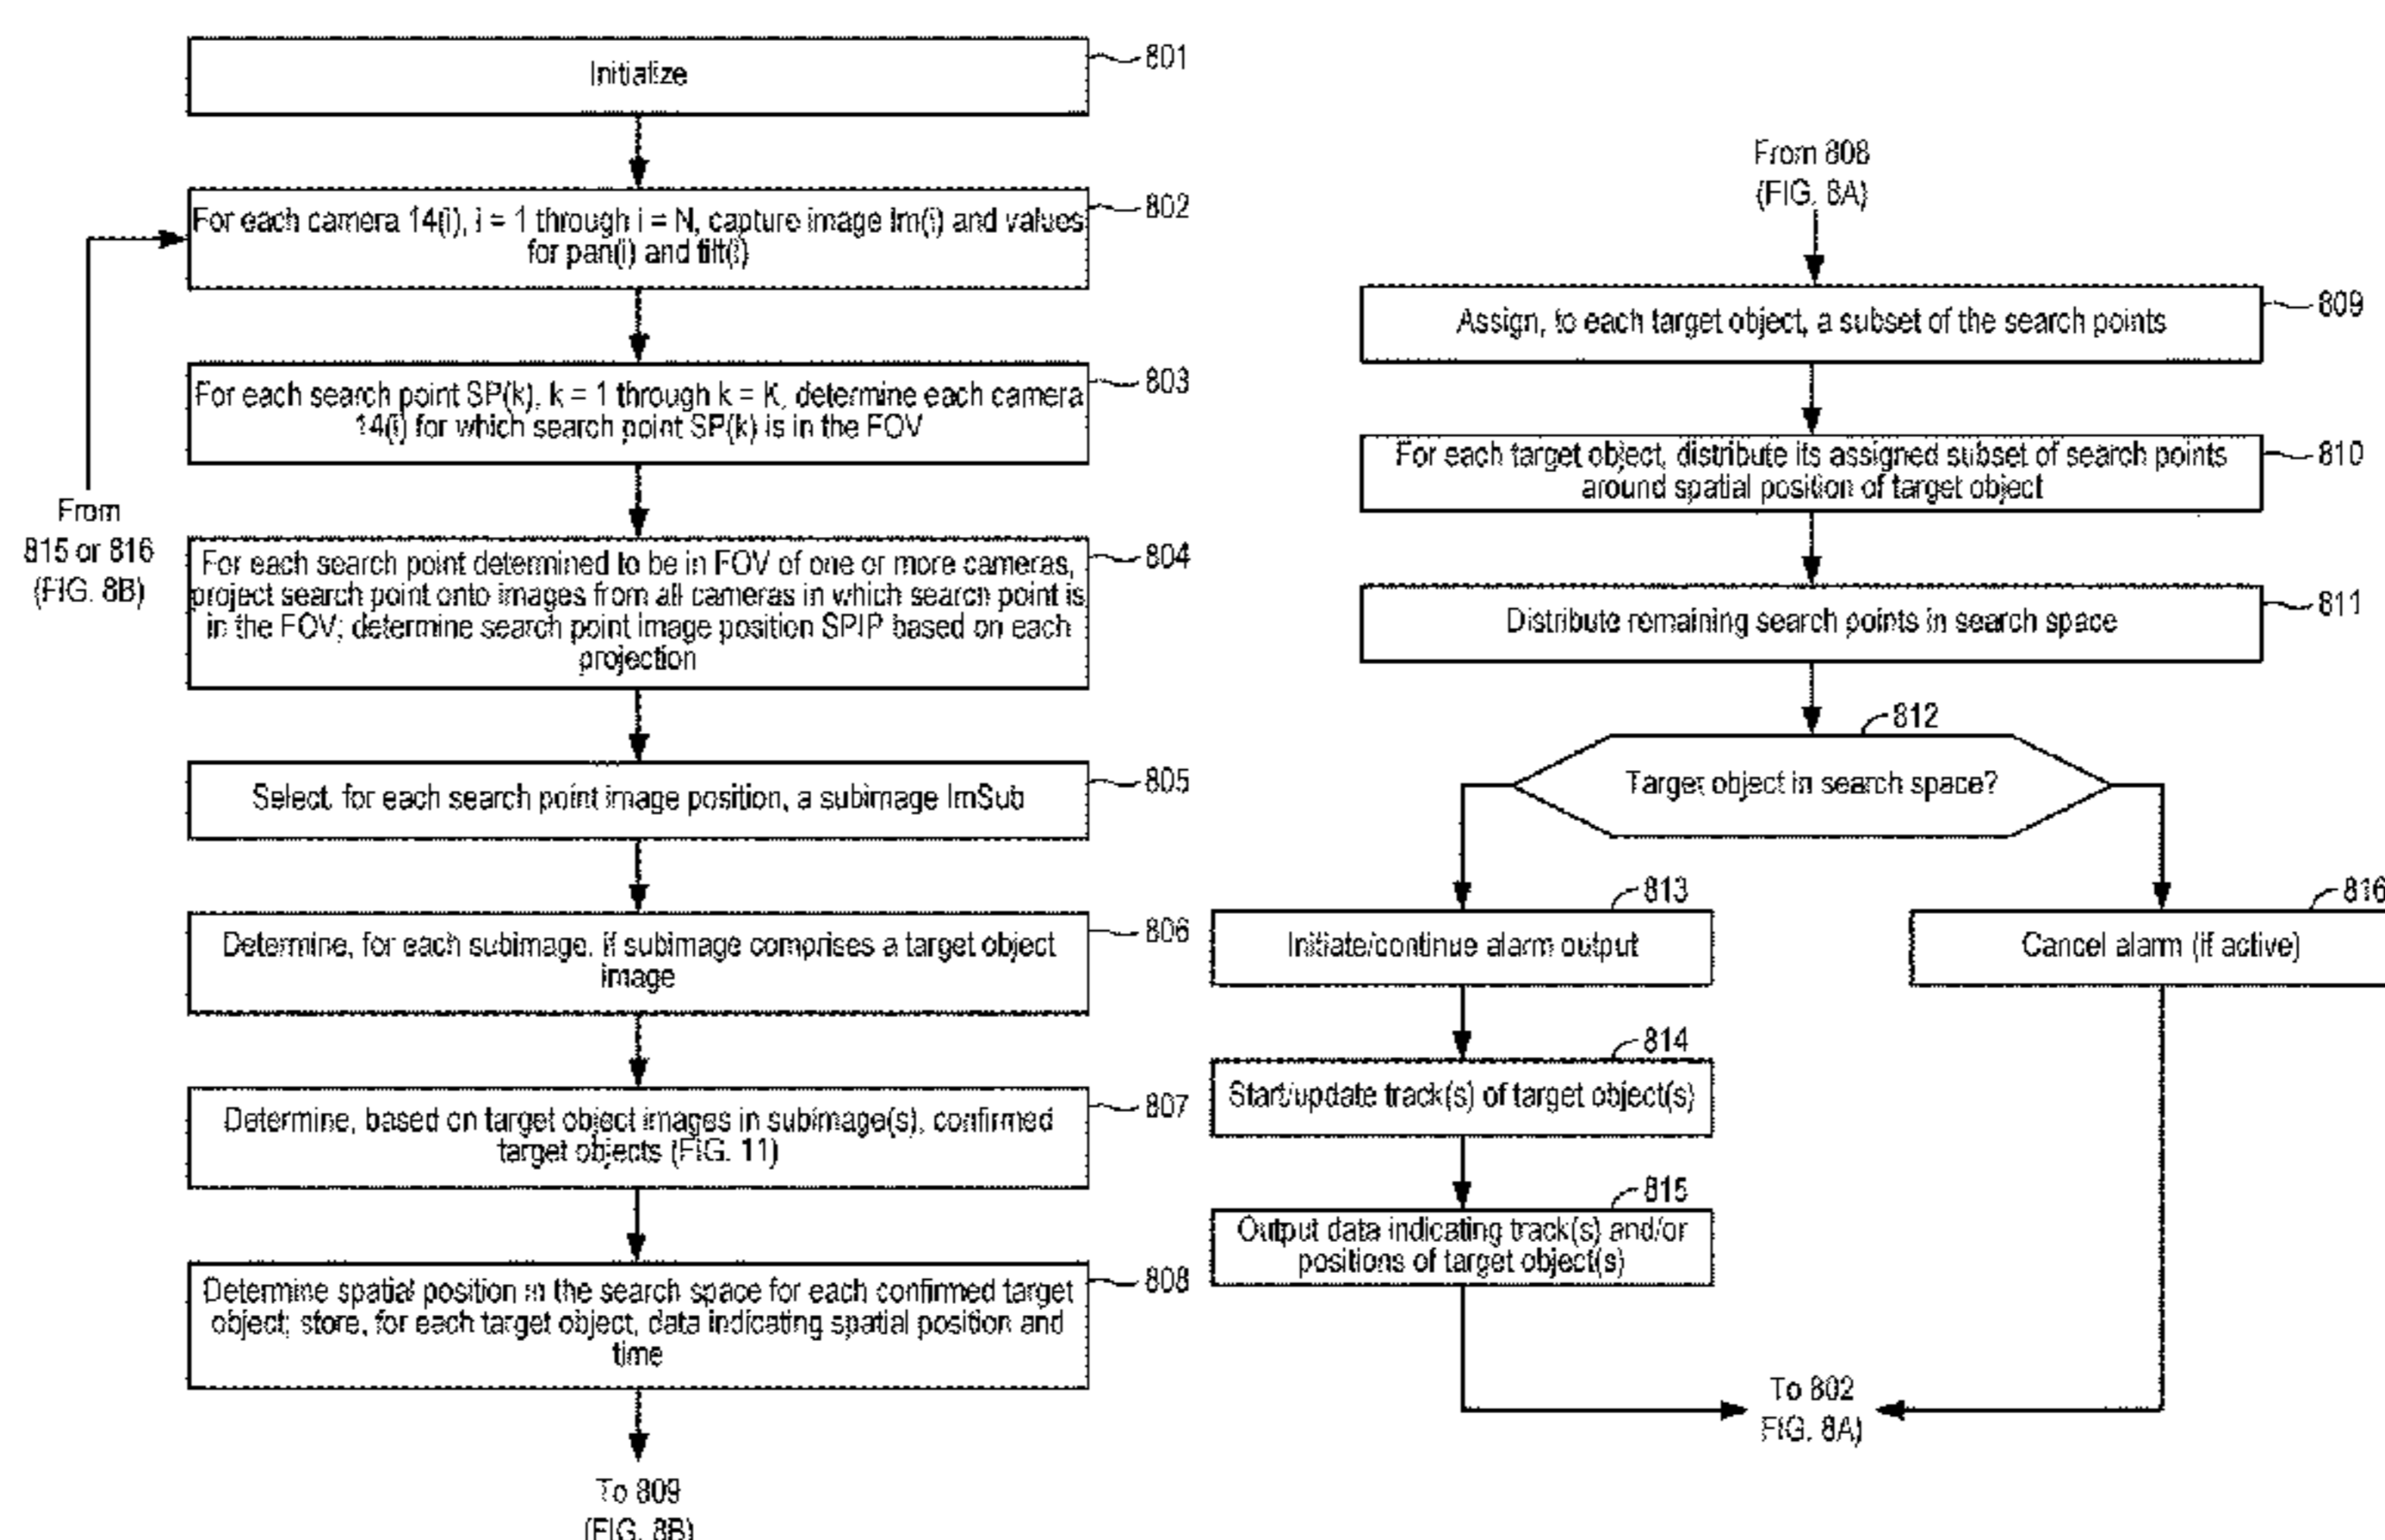 Initialize
801
For each camera 14(i), i = 1 through i = N, capture image Im(i) and values
for pan(i) and tilt(i)
802
For each search point SP(k), k = 1 through k = K, determine each camera
14(i) for which search point SP(k) is in the FOV
803
From
815 or 816
(FIG. 8B)
For each search point determined to be in FOV of one or more cameras,
project search point onto images from all cameras in which search point is
in the FOV; determine search point image position SPIP based on each
projection
804
Select, for each search point image position, a subimage ImSub
805
Determine, for each subimage, if subimage comprises a target object
image
806
Determine, based on target object images in subimage(s), confirmed
target objects (FIG. 11)
807
Determine spatial position in the search space for each confirmed target
object; store, for each target object, data indicating spatial position and
time
808
To 809
(FIG. 8B)
From 808
(FIG. 8A)
Assign, to each target object, a subset of the search points
809
For each target object, distribute its assigned subset of search points
around spatial position of target object
810
Distribute remaining search points in search space
811
812
Target object in search space?
813
Initiate/continue alarm output
816
Cancel alarm (if active)
814
Start/update track(s) of target object(s)
815
Output data indicating track(s) and/or
positions of target object(s)
To 802
FIG. 8A)